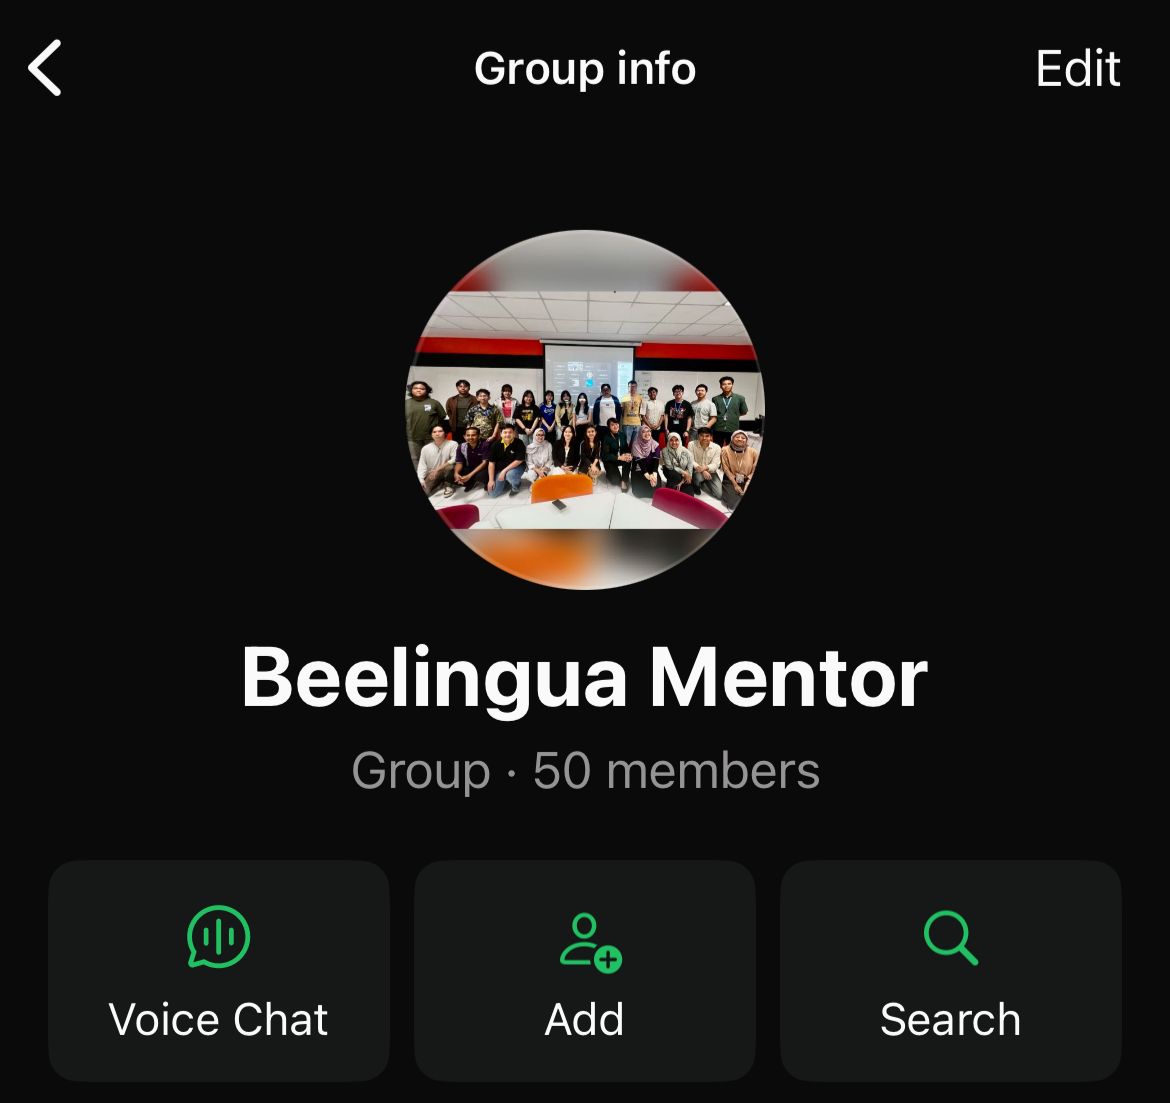 Group info
Edit
Beelingua Mentor
Group · 50 members
Voice Chat
Add
Search